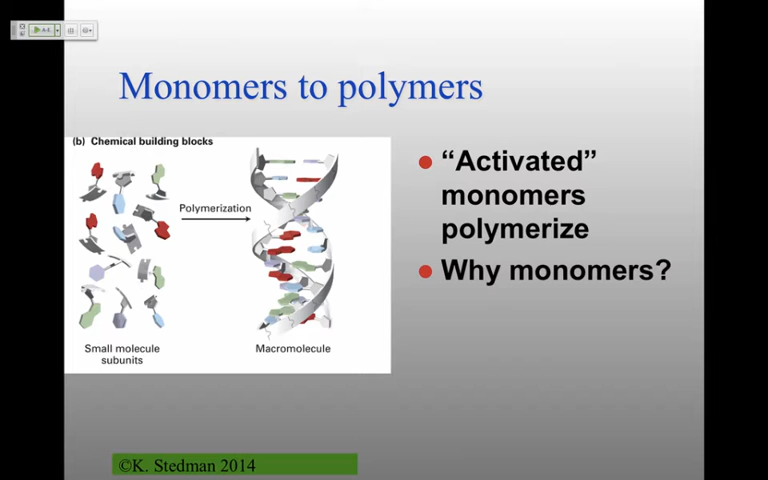 Monomers to polymers
(b) Chemical building blocks
Polymerization
Small molecule
subunits
Macromolecule
“Activated”
monomers
polymerize
Why monomers?
©K. Stedman 2014